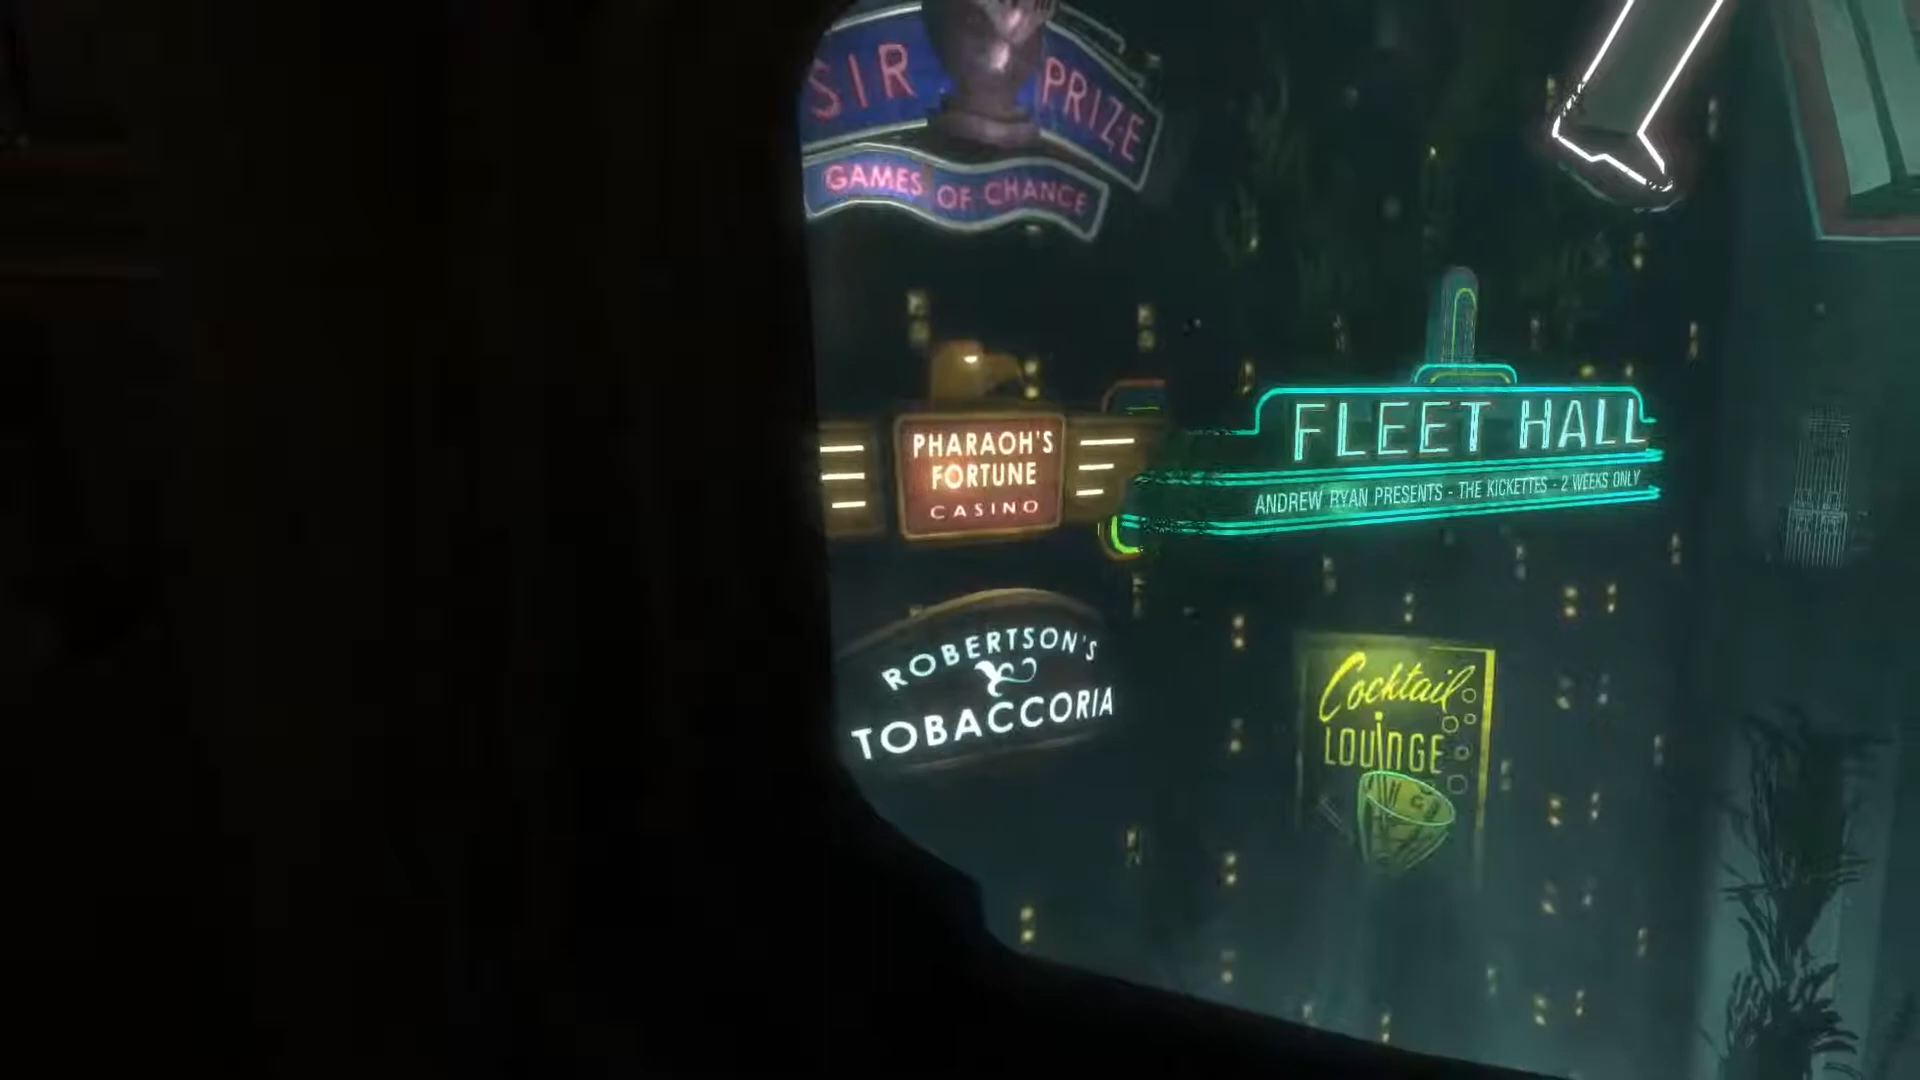 SIR PRIZE
GAMES OF CHANCE
PHARAOH'S
FORTUNE
CASINO
FLEET HALL
ANDREW RYAN PRESENTS - THE KICKETTES - 2 WEEKS ONLY
ROBERTSON'S
TOBACCORIA
Cocktail
LOUNGE